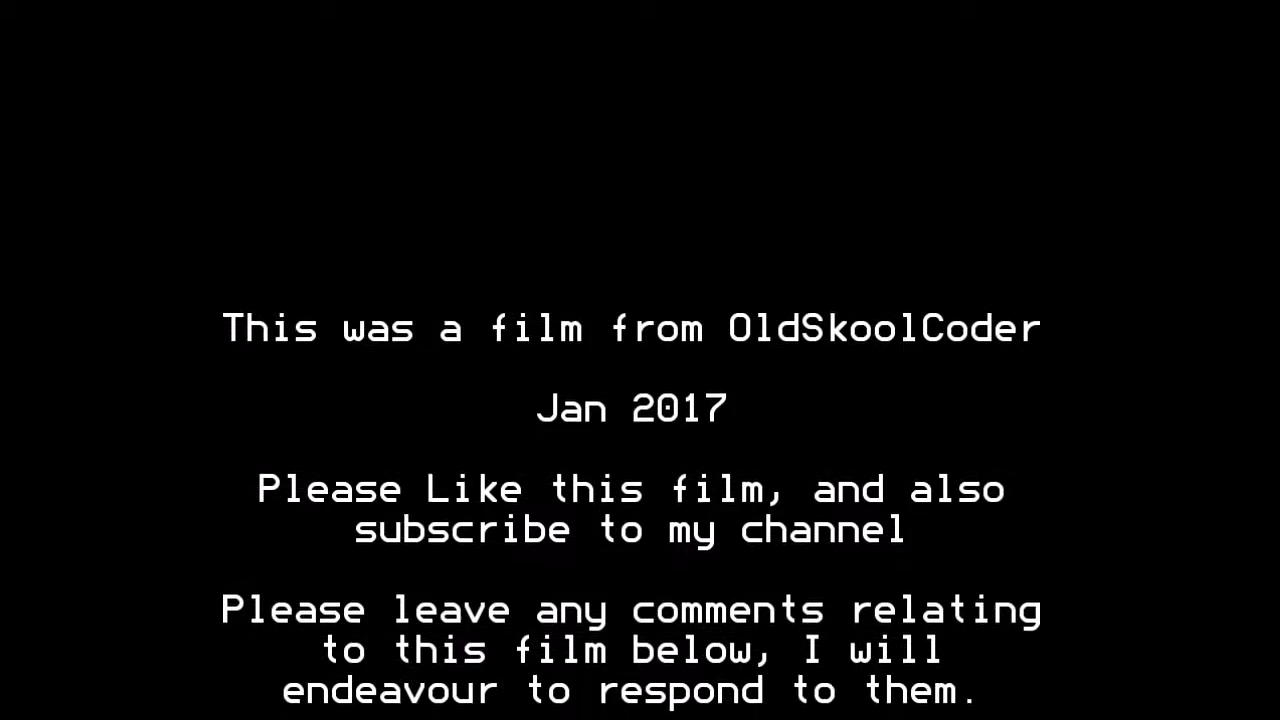 This was a film from OldSkoolCoder
Jan 2017
Please Like this film, and also
subscribe to my channel
Please leave any comments relating
to this film below, I will
endeavour to respond to them.